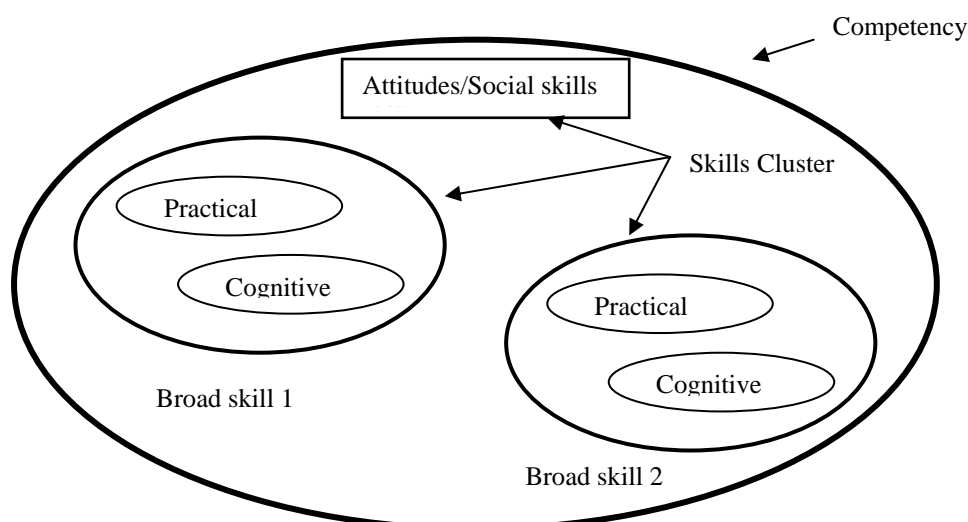 Competency
Attitudes/Social skills
Skills Cluster
Practical
Cognitive
Practical
Cognitive
Broad skill 1
Broad skill 2